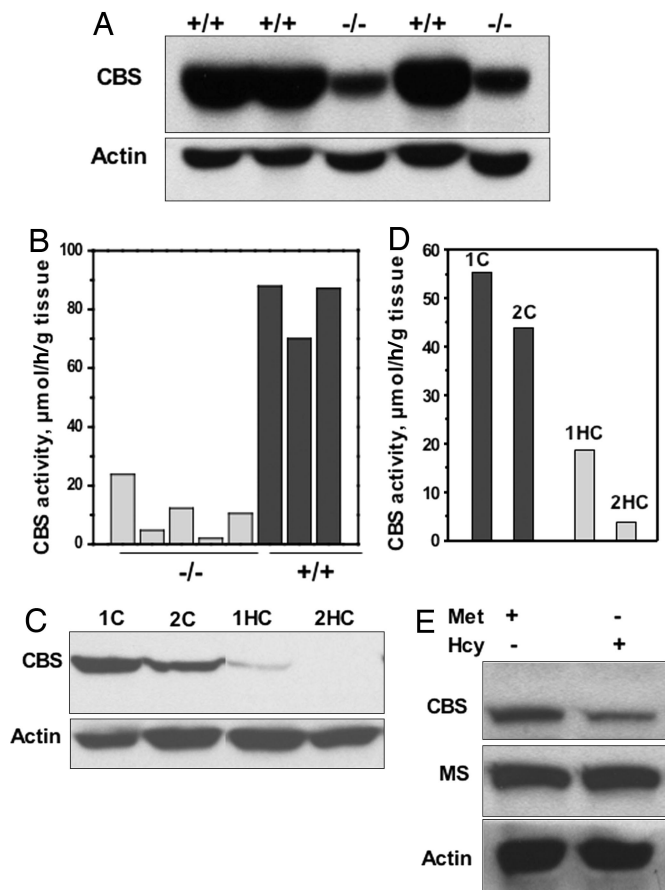 A
+/+ +/+ -/- +/+ -/-
CBS
Actin
B
CBS activity, µmol/h/g tissue
100
80
60
40
20
0
-/- +/+
D
CBS activity, µmol/h/g tissue
60
50
40
30
20
10
0
1C
2C
1HC
2HC
C
1C 2C 1HC 2HC
CBS
Actin
E
Met + -
Hcy - +
CBS
MS
Actin